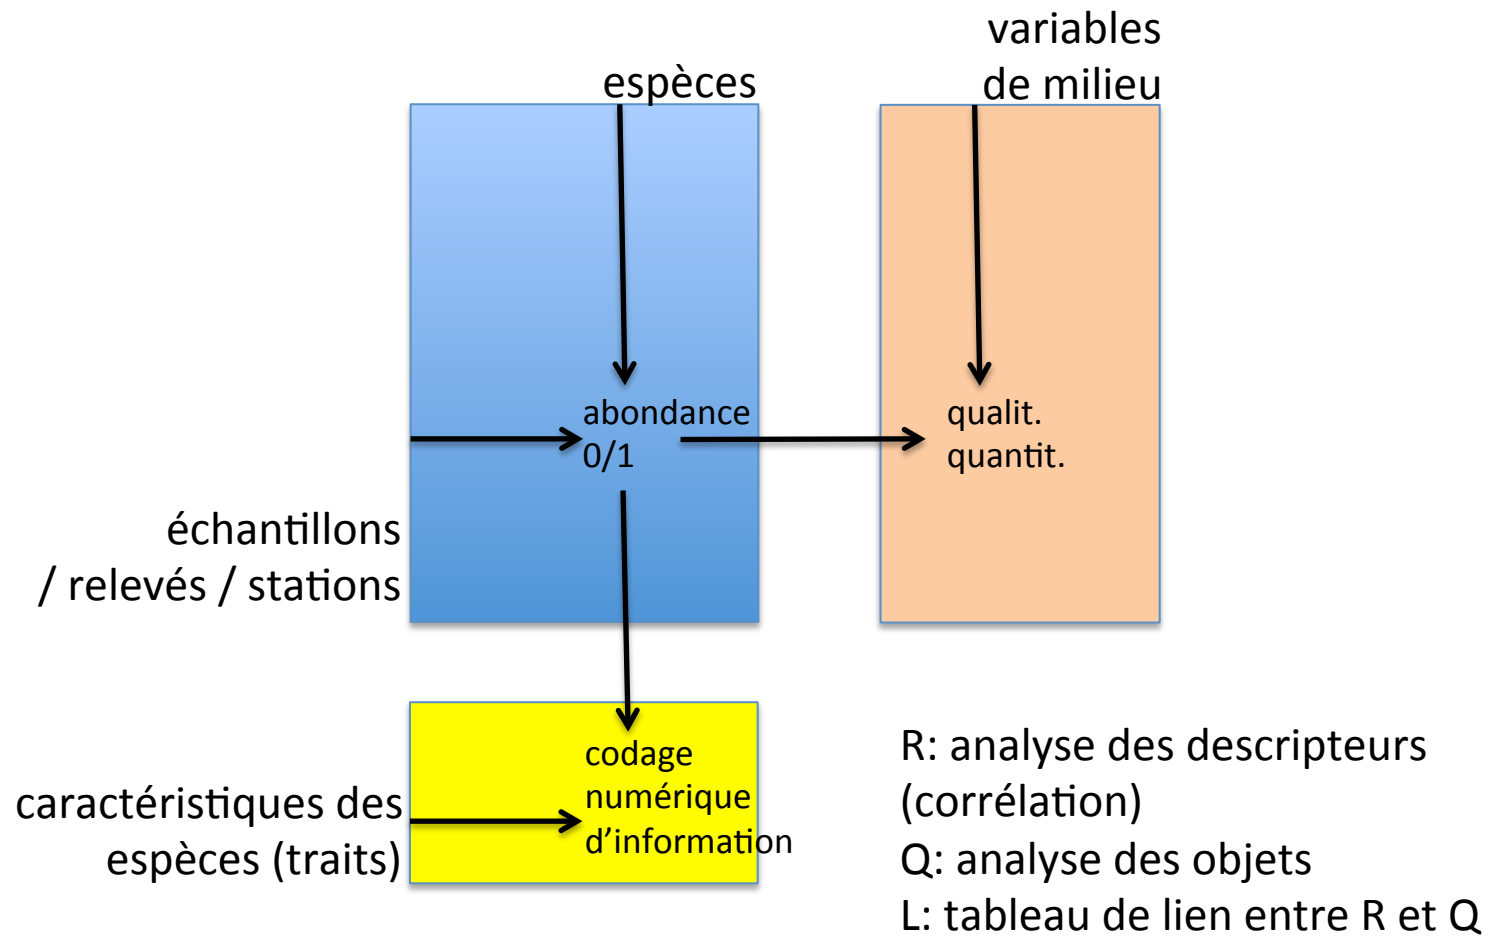 variables
de milieu
espèces
abondance
0/1
qualit.
quantit.
échantillons
/ relevés / stations
codage
numérique
d’information
caractéristiques des
espèces (traits)
R: analyse des descripteurs
(corrélation)
Q: analyse des objets
L: tableau de lien entre R et Q